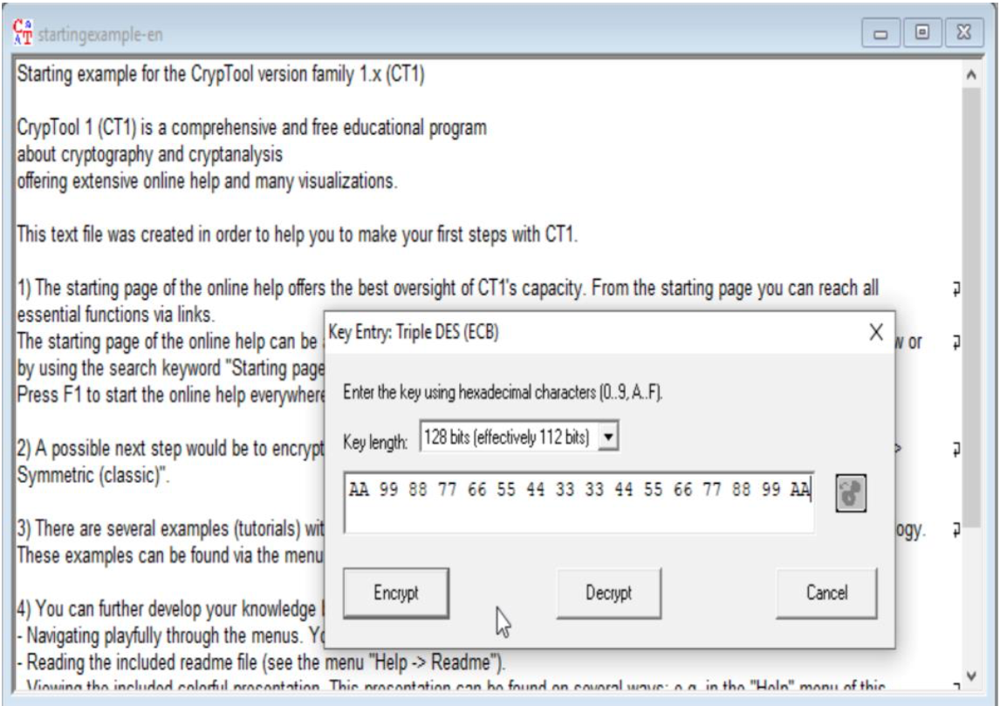 startingexample-en
Starting example for the CrypTool version family 1.x (CT1)
CrypTool 1 (CT1) is a comprehensive and free educational program
about cryptography and cryptanalysis
offering extensive online help and many visualizations.
This text file was created in order to help you to make your first steps with CT1.
1) The starting page of the online help offers the best oversight of CT1's capacity. From the starting page you can reach all
essential functions via links.
The starting page of the online help can be
or
by using the search keyword "Starting page
Press F1 to start the online help everywhere
2) A possible next step would be to encrypt
>
Symmetric (classic)".
3) There are several examples (tutorials) wit
ogy.
These examples can be found via the menu
4) You can further develop your knowledge
- Navigating playfully through the menus.
- Reading the included readme file (see the menu "Help -> Readme").
- Viewing the included colorful presentation. This presentation can be found on several ways: e.g. in the "Help" menu of this
Key Entry: Triple DES (ECB)
Enter the key using hexadecimal characters (0..9, A..F).
Key length: 128 bits (effectively 112 bits)
AA 99 88 77 66 55 44 33 33 44 55 66 77 88 99 AA
Encrypt Decrypt Cancel